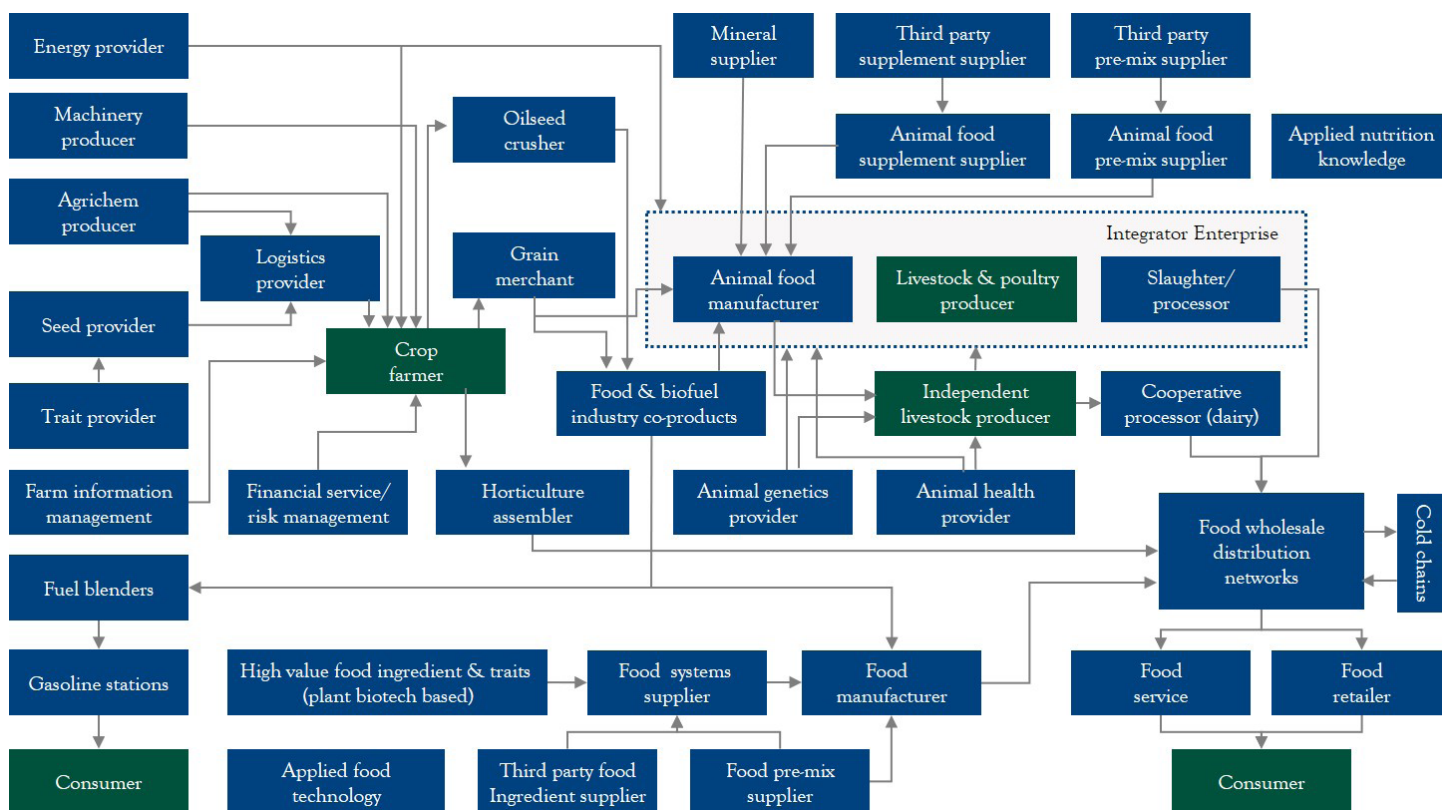 Energy provider
Mineral
supplier
Third party
supplement supplier
Third party
pre-mix supplier
Machinery
producer
Oilseed
crusher
Animal food
supplement supplier
Animal food
pre-mix supplier
Applied nutrition
knowledge
Agrichem
producer
Logistics
provider
Grain
merchant
Integrator Enterprise
Animal food
manufacturer
Livestock & poultry
producer
Slaughter/
processor
Seed provider
Crop
farmer
Trait provider
Food & biofuel
industry co-products
Independent
livestock producer
Cooperative
processor (dairy)
Farm information
management
Financial service/
risk management
Horticulture
assembler
Animal genetics
provider
Animal health
provider
Food wholesale
distribution
networks
Cold chains
Fuel blenders
Gasoline stations
High value food ingredient & traits
(plant biotech based)
Food systems
supplier
Food
manufacturer
Food
service
Food
retailer
Consumer
Applied food
technology
Third party food
Ingredient supplier
Food pre-mix
supplier
Consumer